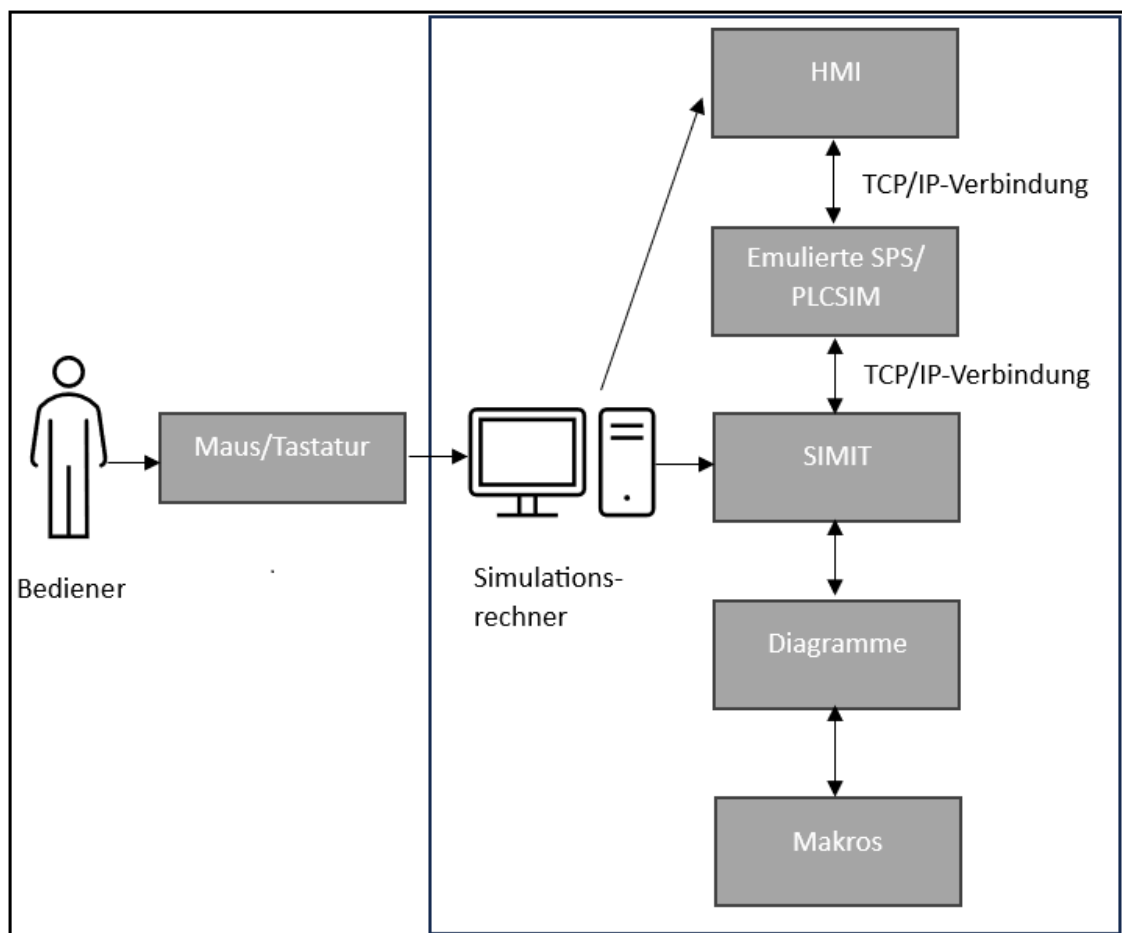 HMI
TCP/IP-Verbindung
Emulierte SPS/
PLCSIM
TCP/IP-Verbindung
Maus/Tastatur
SIMIT
Bediener
Simulations-
rechner
Diagramme
Makros